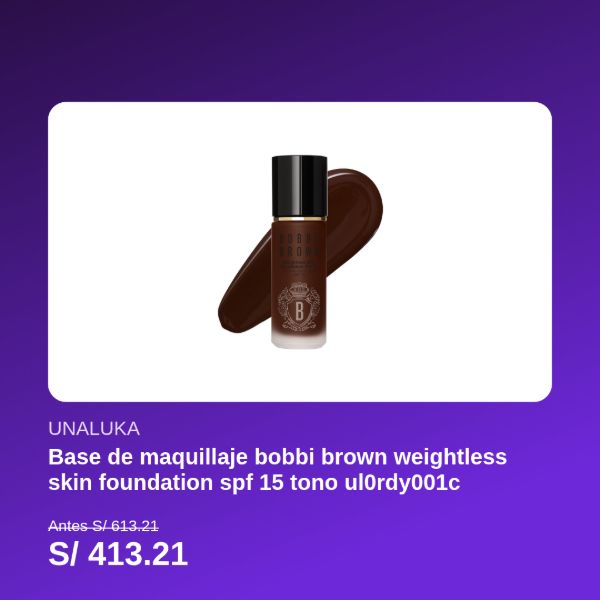 BOBBI
BROWN
B
UNALUKA
Base de maquillaje bobbi brown weightless
skin foundation spf 15 tono ul0rdy001c
Antes S/ 613.21
S/ 413.21